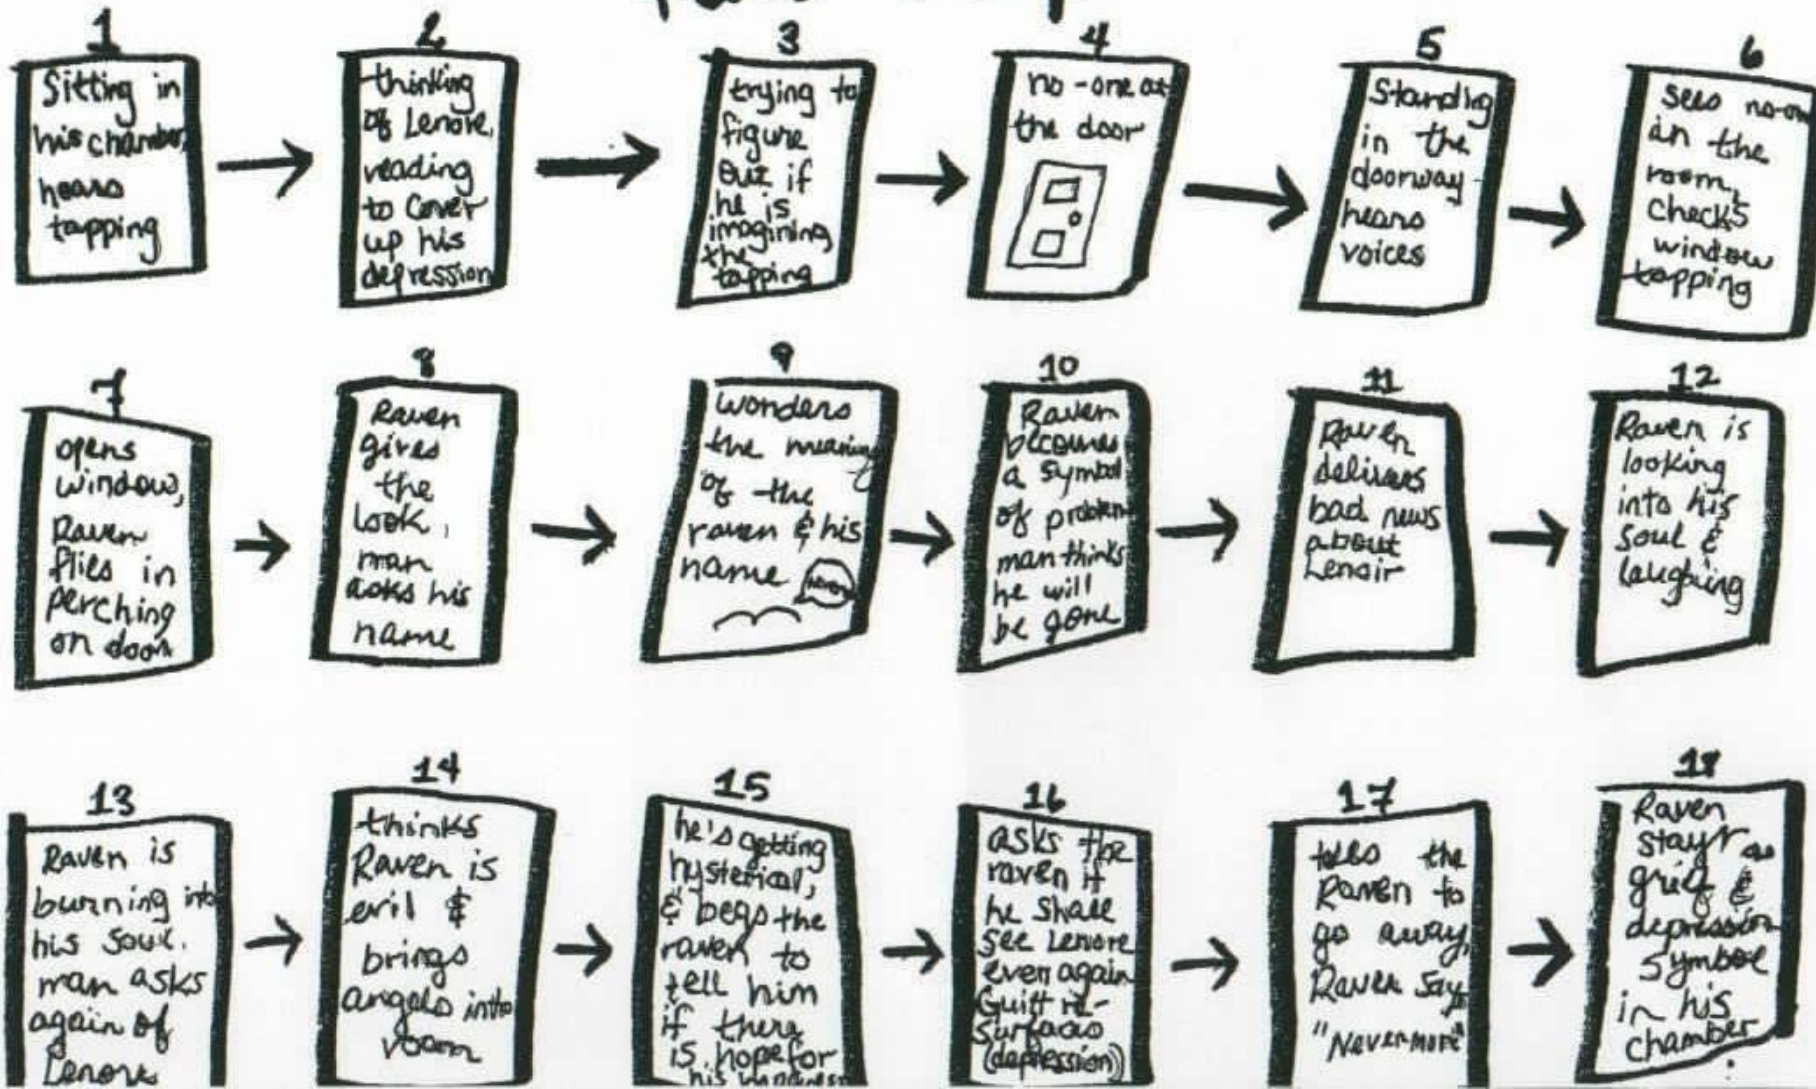 1
Sitting in
his chamber,
hears
tapping
2
thinking
of Lenore,
reading
to cover
up his
depression
3
trying to
figure
out if
he is
imagining
the
tapping
4
no-one at
the door
5
Standing
in the
doorway
hears
voices
6
sees no-one
in the
room,
checks
window
tapping
7
opens
window,
Raven
flies in
perching
on door
8
Raven
gives
the
look,
man
asks his
name
9
wonders
the meaning
of the
raven & his
name
10
Raven
becomes
a symbol
of problem
man thinks
he will
be gone
11
Raven
delivers
bad news
about
Lenoir
12
Raven is
looking
into his
soul &
laughing
13
Raven is
burning into
his soul.
man asks
again of
Lenore
14
thinks
Raven is
evil &
brings
angels into
room
15
he's getting
hysterical,
& begs the
raven to
tell him
if there
is hope for
his
16
asks the
raven if
he shall
see Lenore
ever again
Guilt re-
surfaces
(depression)
17
tells the
Raven to
go away,
Raven says
"Nevermore"
18
Raven
stays as
grief &
depression
symbol
in his
chamber